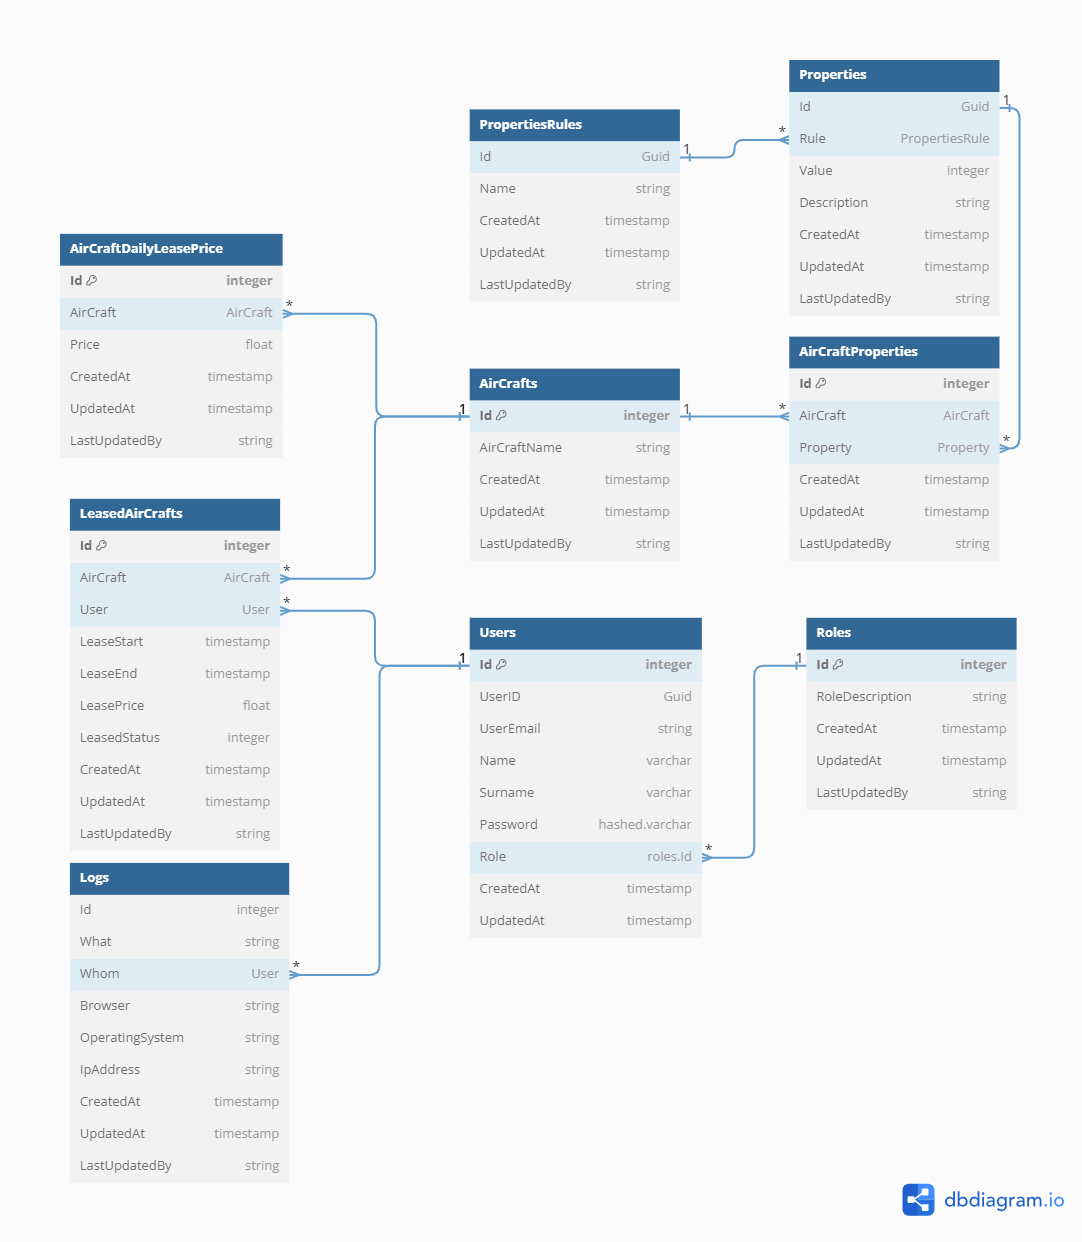 PropertiesRules
Id Guid
Name string
CreatedAt timestamp
UpdatedAt timestamp
LastUpdatedBy string
1
*
Properties
Id Guid
Rule PropertiesRule
Value integer
Description string
CreatedAt timestamp
UpdatedAt timestamp
LastUpdatedBy string
1
AirCraftDailyLeasePrice
Id integer
AirCraft AirCraft
Price float
CreatedAt timestamp
UpdatedAt timestamp
LastUpdatedBy string
*
AirCrafts
1
Id integer
AirCraftName string
CreatedAt timestamp
UpdatedAt timestamp
LastUpdatedBy string
1
*
AirCraftProperties
Id integer
AirCraft AirCraft
Property Property
CreatedAt timestamp
UpdatedAt timestamp
LastUpdatedBy string
*
LeasedAirCrafts
Id integer
AirCraft AirCraft
User User
LeaseStart timestamp
LeaseEnd timestamp
LeasePrice float
LeasedStatus integer
CreatedAt timestamp
UpdatedAt timestamp
LastUpdatedBy string
*
*
Users
1
Id integer
UserID Guid
UserEmail string
Name varchar
Surname varchar
Password hashed.varchar
Role roles.Id
CreatedAt timestamp
UpdatedAt timestamp
*
1
Roles
Id integer
RoleDescription string
CreatedAt timestamp
UpdatedAt timestamp
LastUpdatedBy string
Logs
Id integer
What string
Whom User
Browser string
OperatingSystem string
IpAddress string
CreatedAt timestamp
UpdatedAt timestamp
LastUpdatedBy string
*
dbdiagram.io